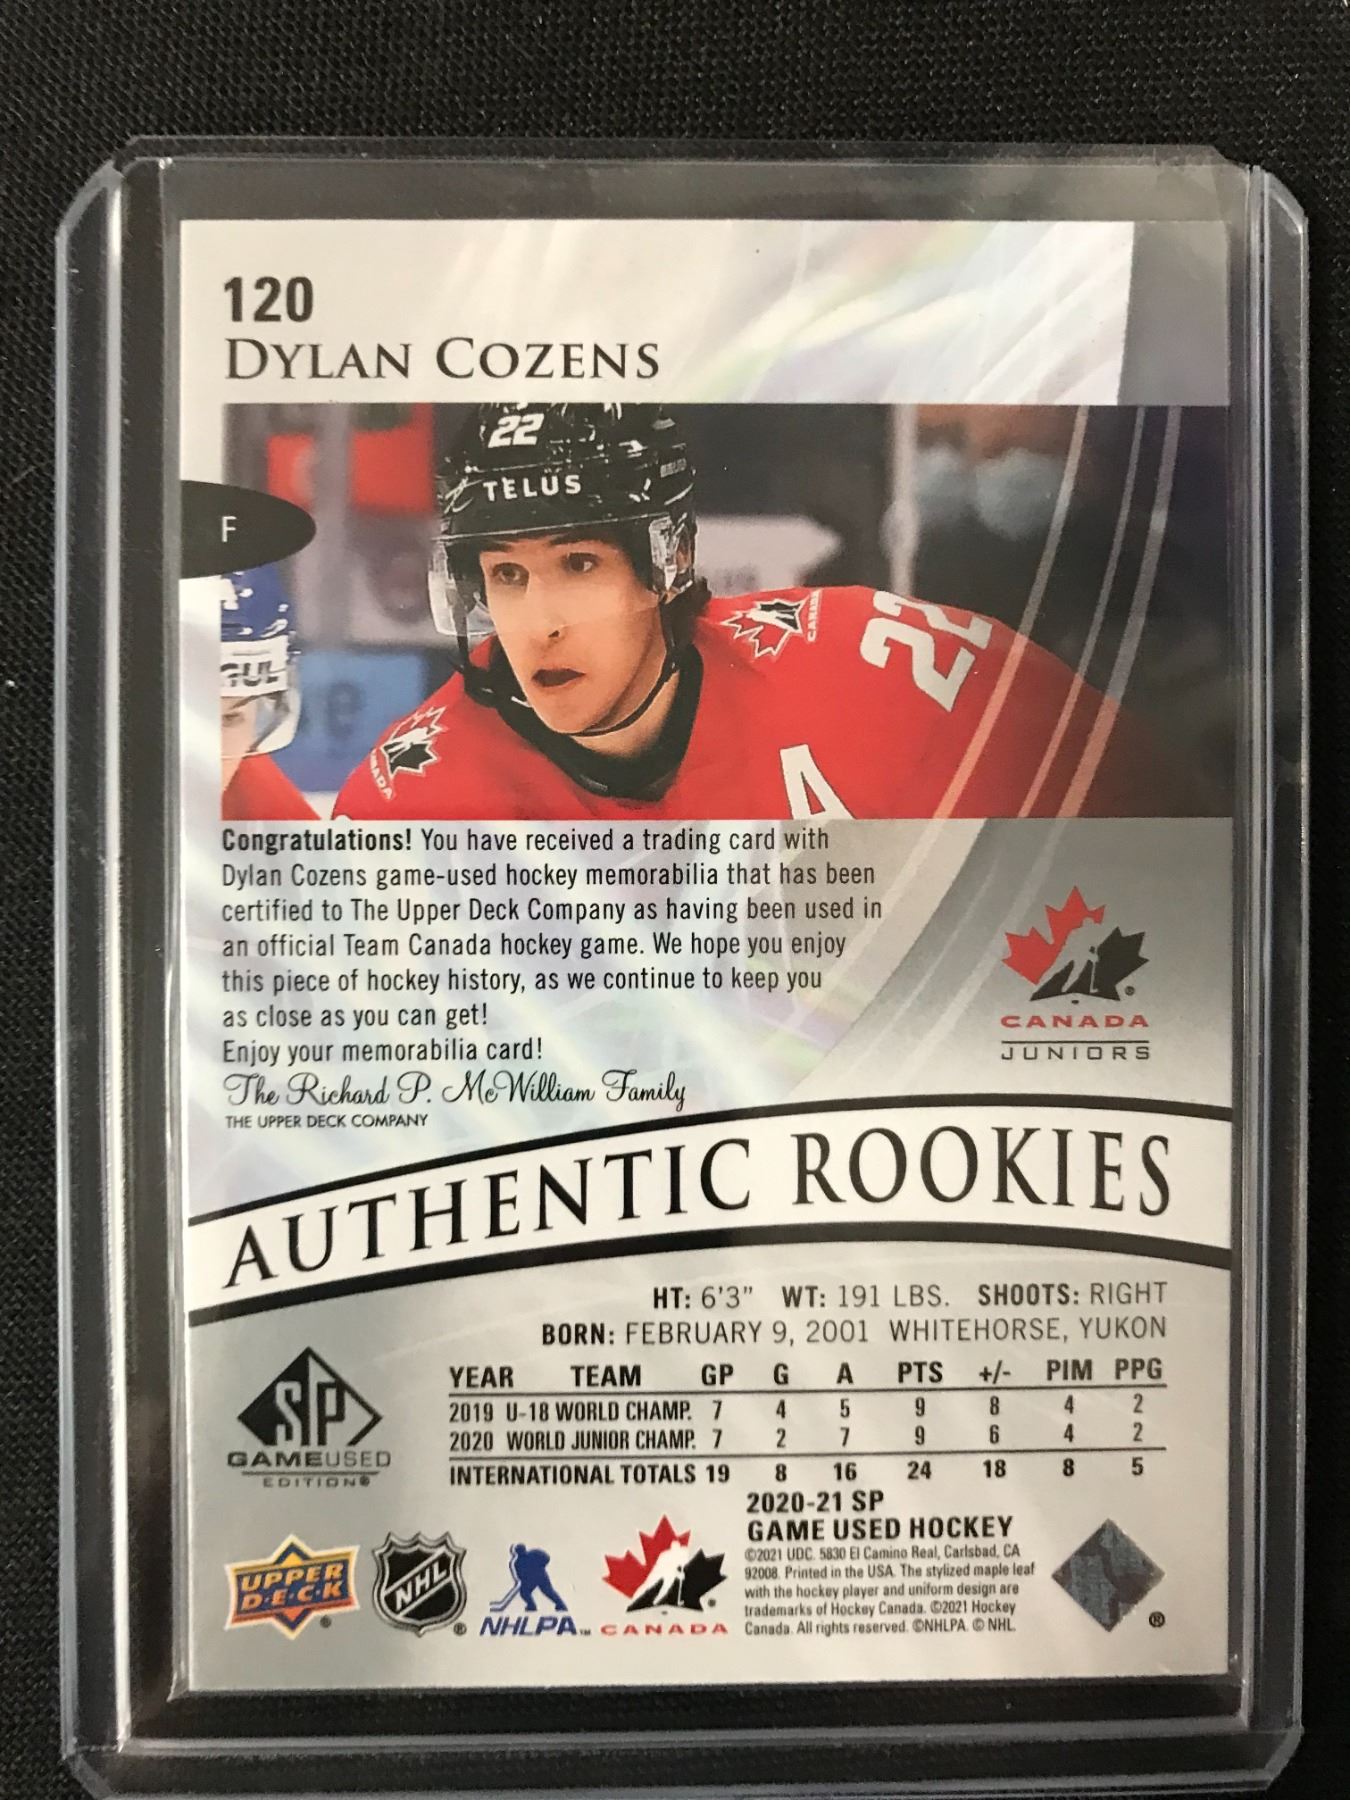 120
DYLAN COZENS
22
TELUS
F
CANADA
22
GUL
e
CANADA
A
Congratulations! You have received a trading card with
Dylan Cozens game-used hockey memorabilia that has been
certified to The Upper Deck Company as having been used in
an official Team Canada hockey game. We hope you enjoy
this piece of hockey history, as we continue to keep you
as close as you can get!
Enjoy your memorabilia card!
The Richard P. McWilliam Family
THE UPPER DECK COMPANY
®
CANADA
JUNIORS
AUTHENTIC ROOKIES
HT: 6'3" WT: 191 LBS. SHOOTS: RIGHT
BORN: FEBRUARY 9, 2001 WHITEHORSE, YUKON
YEAR TEAM GP G A PTS +/- PIM PPG
2019 U-18 WORLD CHAMP. 7 4 5 9 8 4 2
2020 WORLD JUNIOR CHAMP. 7 2 7 9 6 4 2
INTERNATIONAL TOTALS 19 8 16 24 18 8 5
SP
GAMEUSED
EDITION®
2020-21 SP
GAME USED HOCKEY
©2021 UDC. 5830 El Camino Real, Carlsbad, CA
92008. Printed in the USA. The stylized maple leaf
with the hockey player and uniform design are
trademarks of Hockey Canada. ©2021 Hockey
Canada. All rights reserved. ©NHLPA. © NHL.
UPPER
D·E·C·K
®
NHL
®
NHLPA™
CANADA
®
®